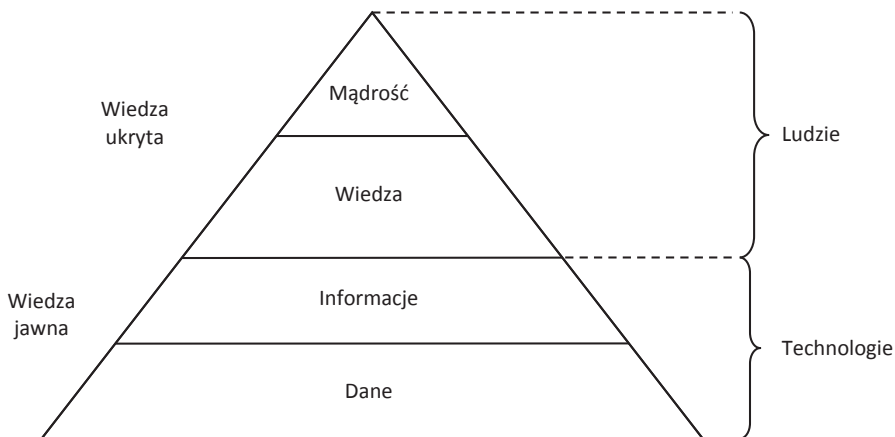 Mądrość
Wiedza
ukryta
Ludzie
Wiedza
Informacje
Wiedza
jawna
Technologie
Dane